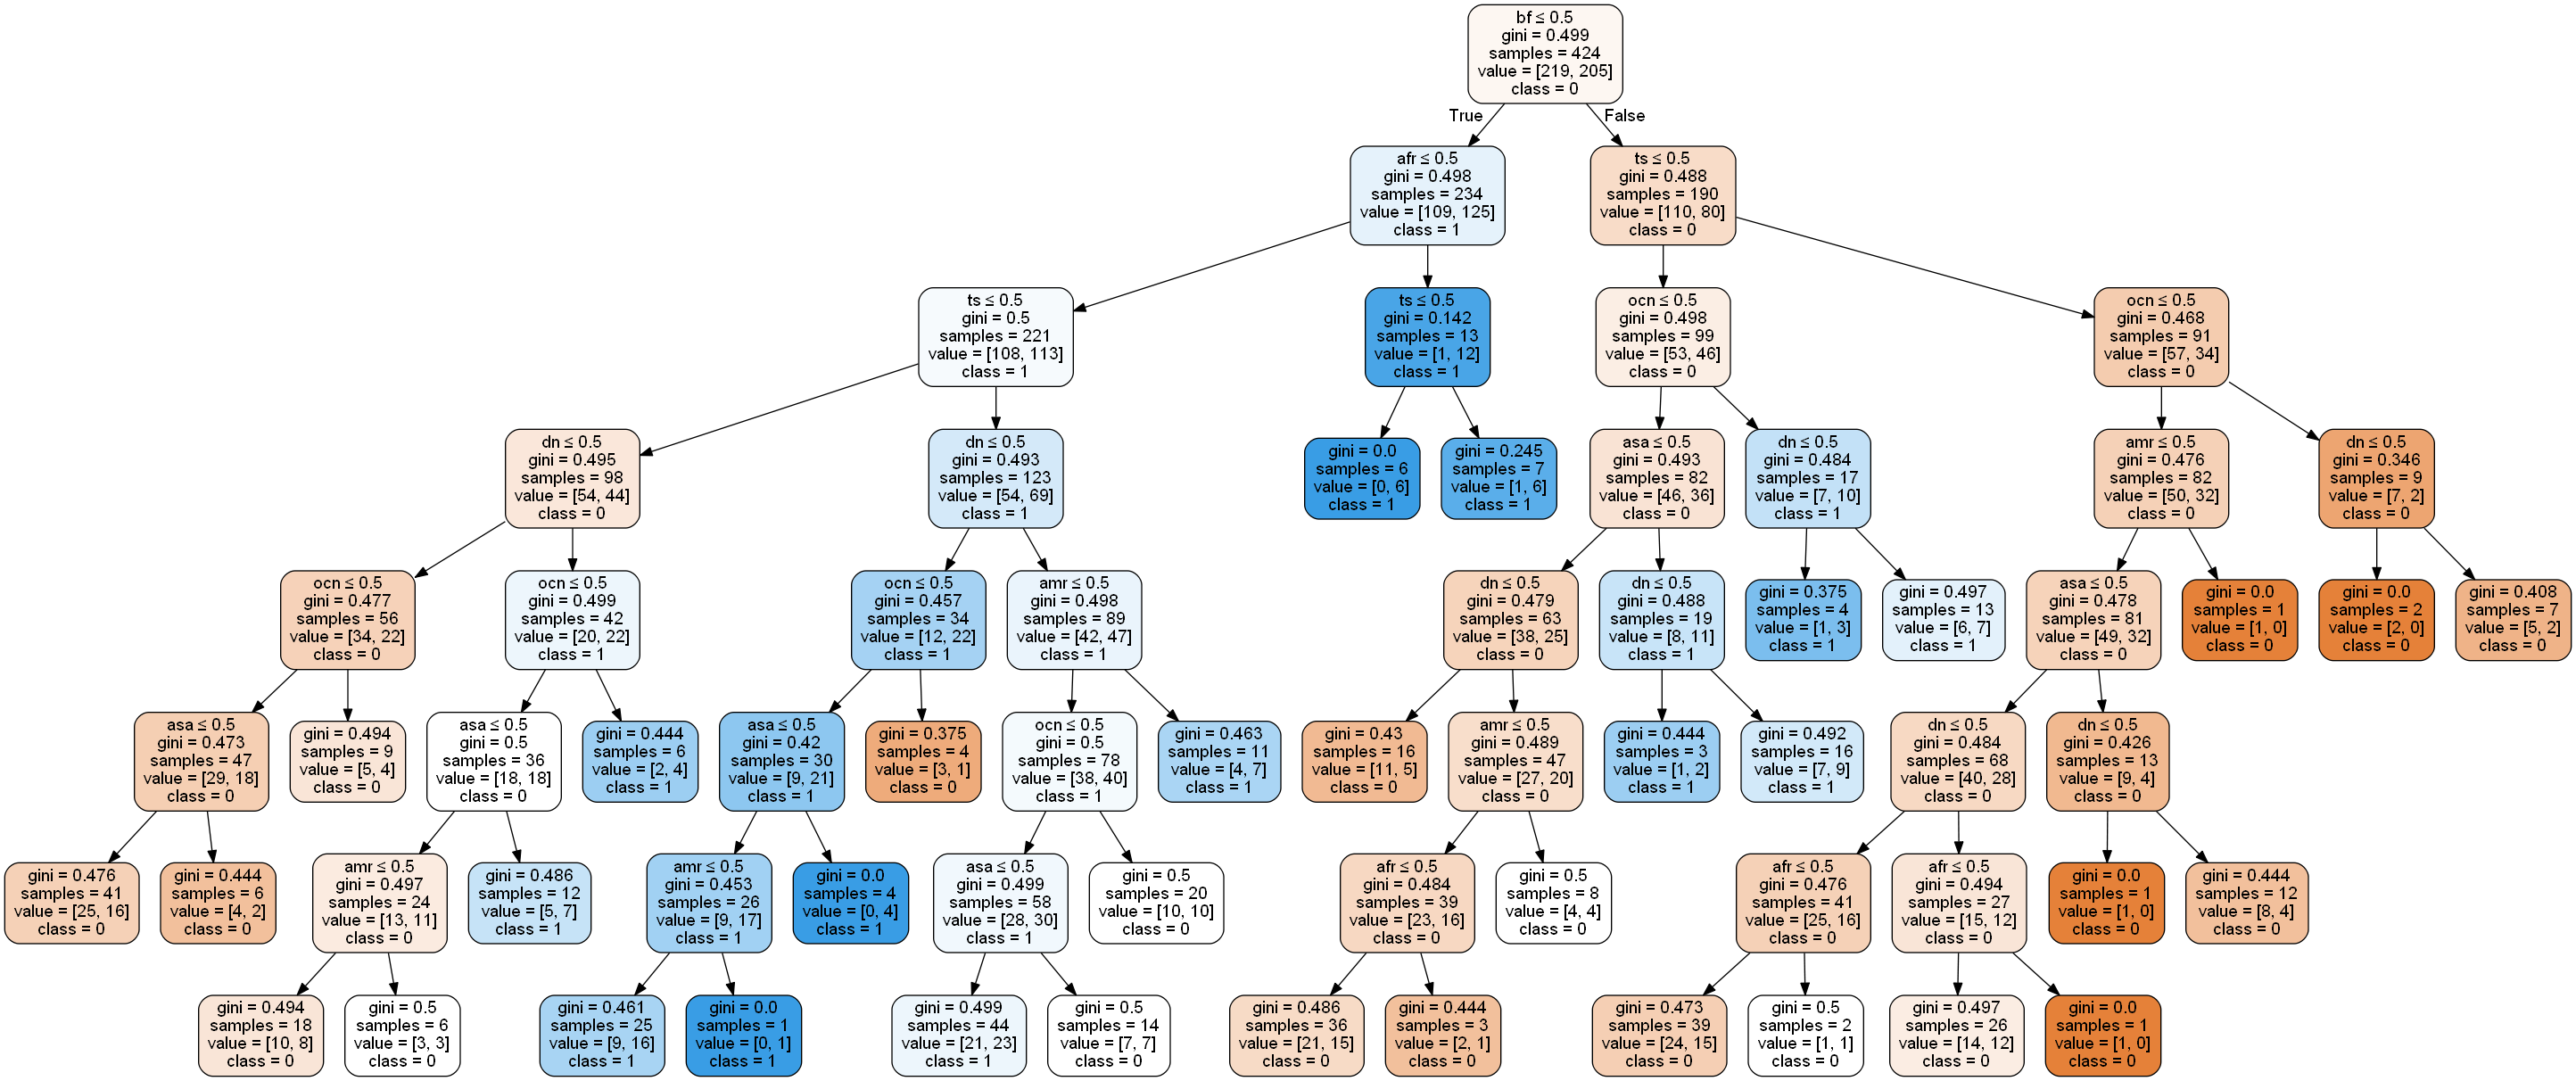 bf ≤ 0.5
gini = 0.499
samples = 424
value = [219, 205]
class = 0
True
False
afr ≤ 0.5
gini = 0.498
samples = 234
value = [109, 125]
class = 1
ts ≤ 0.5
gini = 0.488
samples = 190
value = [110, 80]
class = 0
ts ≤ 0.5
gini = 0.5
samples = 221
value = [108, 113]
class = 1
ts ≤ 0.5
gini = 0.142
samples = 13
value = [1, 12]
class = 1
ocn ≤ 0.5
gini = 0.498
samples = 99
value = [53, 46]
class = 0
ocn ≤ 0.5
gini = 0.468
samples = 91
value = [57, 34]
class = 0
dn ≤ 0.5
gini = 0.495
samples = 98
value = [54, 44]
class = 0
dn ≤ 0.5
gini = 0.493
samples = 123
value = [54, 69]
class = 1
gini = 0.0
samples = 6
value = [0, 6]
class = 1
gini = 0.245
samples = 7
value = [1, 6]
class = 1
asa ≤ 0.5
gini = 0.493
samples = 82
value = [46, 36]
class = 0
dn ≤ 0.5
gini = 0.484
samples = 17
value = [7, 10]
class = 1
amr ≤ 0.5
gini = 0.476
samples = 82
value = [50, 32]
class = 0
dn ≤ 0.5
gini = 0.346
samples = 9
value = [7, 2]
class = 0
ocn ≤ 0.5
gini = 0.477
samples = 56
value = [34, 22]
class = 0
ocn ≤ 0.5
gini = 0.499
samples = 42
value = [20, 22]
class = 1
ocn ≤ 0.5
gini = 0.457
samples = 34
value = [12, 22]
class = 1
amr ≤ 0.5
gini = 0.498
samples = 89
value = [42, 47]
class = 1
dn ≤ 0.5
gini = 0.479
samples = 63
value = [38, 25]
class = 0
dn ≤ 0.5
gini = 0.488
samples = 19
value = [8, 11]
class = 1
gini = 0.375
samples = 4
value = [1, 3]
class = 1
gini = 0.497
samples = 13
value = [6, 7]
class = 1
asa ≤ 0.5
gini = 0.478
samples = 81
value = [49, 32]
class = 0
gini = 0.0
samples = 1
value = [1, 0]
class = 0
gini = 0.0
samples = 2
value = [2, 0]
class = 0
gini = 0.408
samples = 7
value = [5, 2]
class = 0
asa ≤ 0.5
gini = 0.473
samples = 47
value = [29, 18]
class = 0
gini = 0.494
samples = 9
value = [5, 4]
class = 0
asa ≤ 0.5
gini = 0.5
samples = 36
value = [18, 18]
class = 0
gini = 0.444
samples = 6
value = [2, 4]
class = 1
asa ≤ 0.5
gini = 0.42
samples = 30
value = [9, 21]
class = 1
gini = 0.375
samples = 4
value = [3, 1]
class = 0
ocn ≤ 0.5
gini = 0.5
samples = 78
value = [38, 40]
class = 1
gini = 0.463
samples = 11
value = [4, 7]
class = 1
gini = 0.43
samples = 16
value = [11, 5]
class = 0
amr ≤ 0.5
gini = 0.489
samples = 47
value = [27, 20]
class = 0
gini = 0.444
samples = 3
value = [1, 2]
class = 1
gini = 0.492
samples = 16
value = [7, 9]
class = 1
dn ≤ 0.5
gini = 0.484
samples = 68
value = [40, 28]
class = 0
dn ≤ 0.5
gini = 0.426
samples = 13
value = [9, 4]
class = 0
gini = 0.476
samples = 41
value = [25, 16]
class = 0
gini = 0.444
samples = 6
value = [4, 2]
class = 0
amr ≤ 0.5
gini = 0.497
samples = 24
value = [13, 11]
class = 0
gini = 0.486
samples = 12
value = [5, 7]
class = 1
amr ≤ 0.5
gini = 0.453
samples = 26
value = [9, 17]
class = 1
gini = 0.0
samples = 4
value = [0, 4]
class = 1
asa ≤ 0.5
gini = 0.499
samples = 58
value = [28, 30]
class = 1
gini = 0.5
samples = 20
value = [10, 10]
class = 0
afr ≤ 0.5
gini = 0.484
samples = 39
value = [23, 16]
class = 0
gini = 0.5
samples = 8
value = [4, 4]
class = 0
afr ≤ 0.5
gini = 0.476
samples = 41
value = [25, 16]
class = 0
afr ≤ 0.5
gini = 0.494
samples = 27
value = [15, 12]
class = 0
gini = 0.0
samples = 1
value = [1, 0]
class = 0
gini = 0.444
samples = 12
value = [8, 4]
class = 0
gini = 0.494
samples = 18
value = [10, 8]
class = 0
gini = 0.5
samples = 6
value = [3, 3]
class = 0
gini = 0.461
samples = 25
value = [9, 16]
class = 1
gini = 0.0
samples = 1
value = [0, 1]
class = 1
gini = 0.499
samples = 44
value = [21, 23]
class = 1
gini = 0.5
samples = 14
value = [7, 7]
class = 0
gini = 0.486
samples = 36
value = [21, 15]
class = 0
gini = 0.444
samples = 3
value = [2, 1]
class = 0
gini = 0.473
samples = 39
value = [24, 15]
class = 0
gini = 0.5
samples = 2
value = [1, 1]
class = 0
gini = 0.497
samples = 26
value = [14, 12]
class = 0
gini = 0.0
samples = 1
value = [1, 0]
class = 0